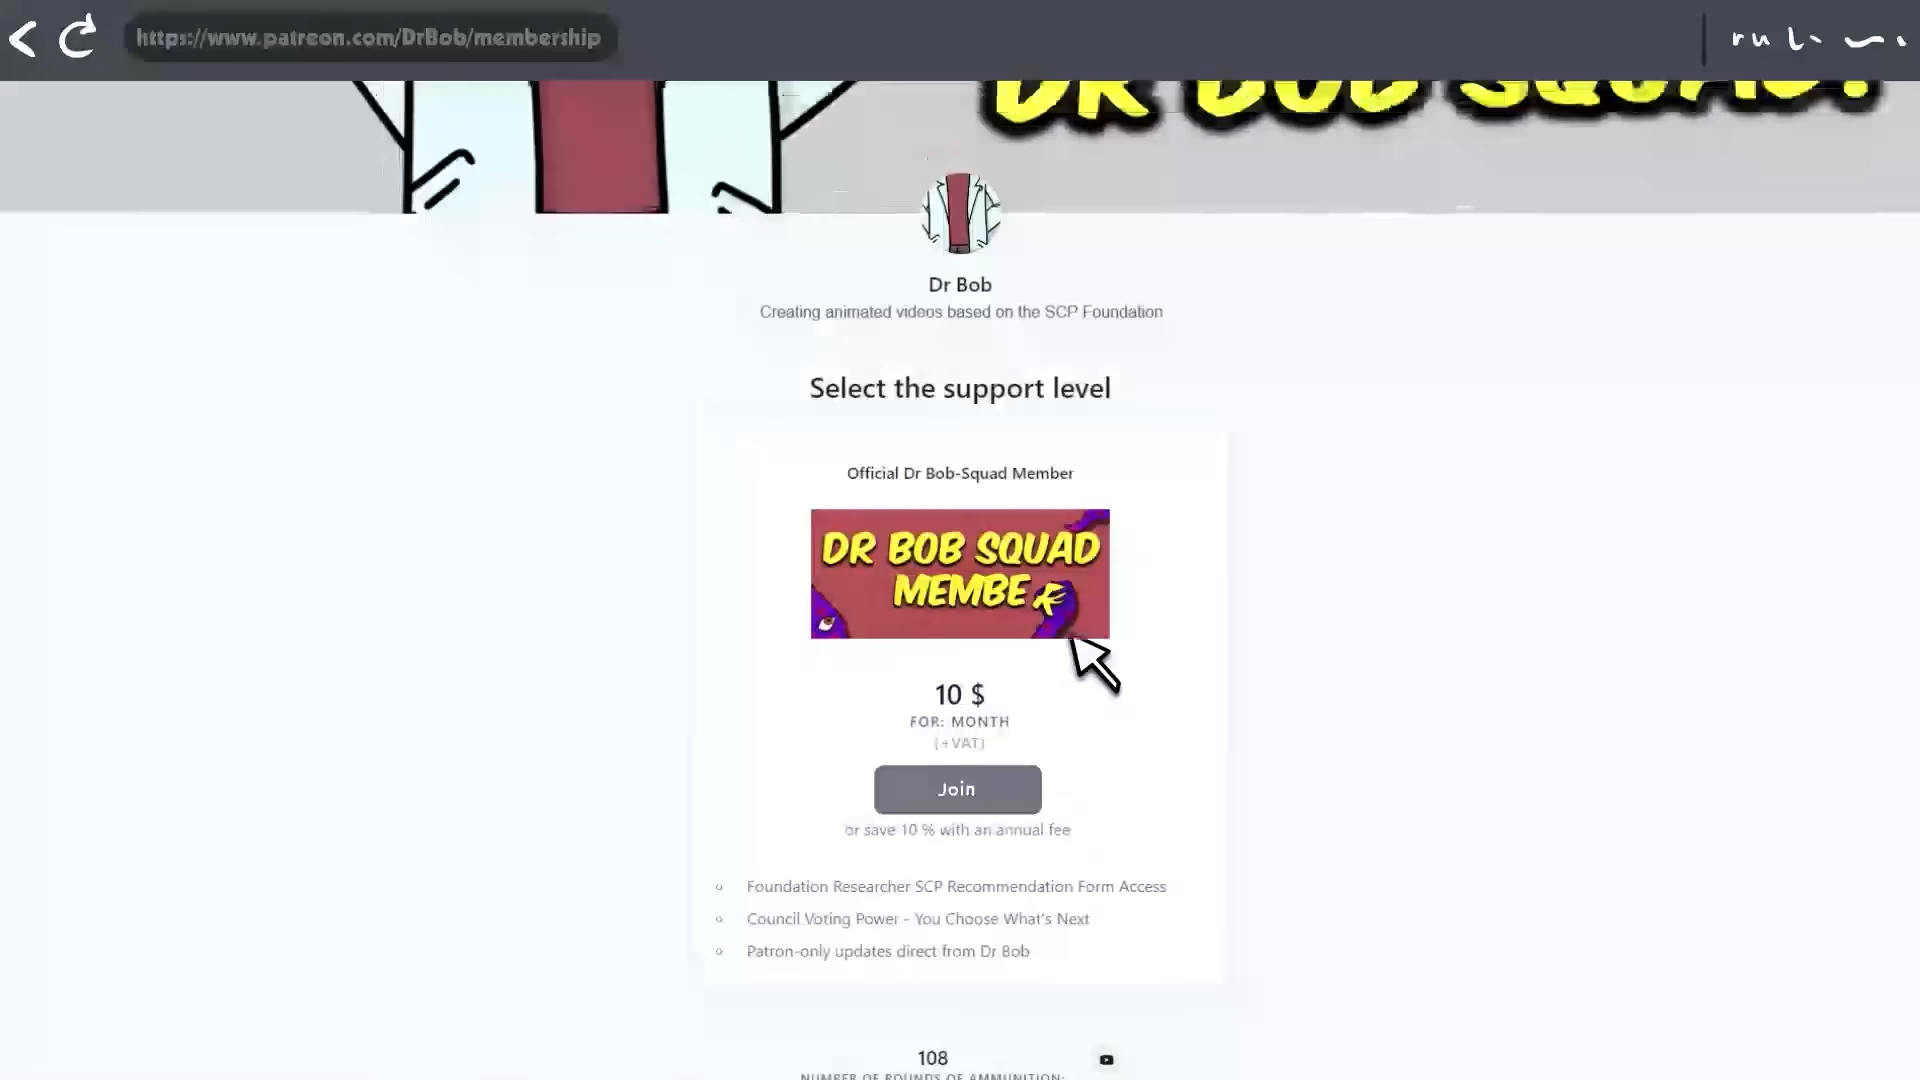 https://www.patreon.com/DrBob/membership
DR BOB SQUAD!
Dr Bob
Creating animated videos based on the SCP Foundation
Select the support level
Official Dr Bob-Squad Member
DR BOB SQUAD
MEMBER
10 $
FOR: MONTH
(+VAT)
Join
or save 10 % with an annual fee
Foundation Researcher SCP Recommendation Form Access
Council Voting Power - You Choose What's Next
Patron-only updates direct from Dr Bob
108
NUMBER OF ROUNDS OF AMMUNITION: